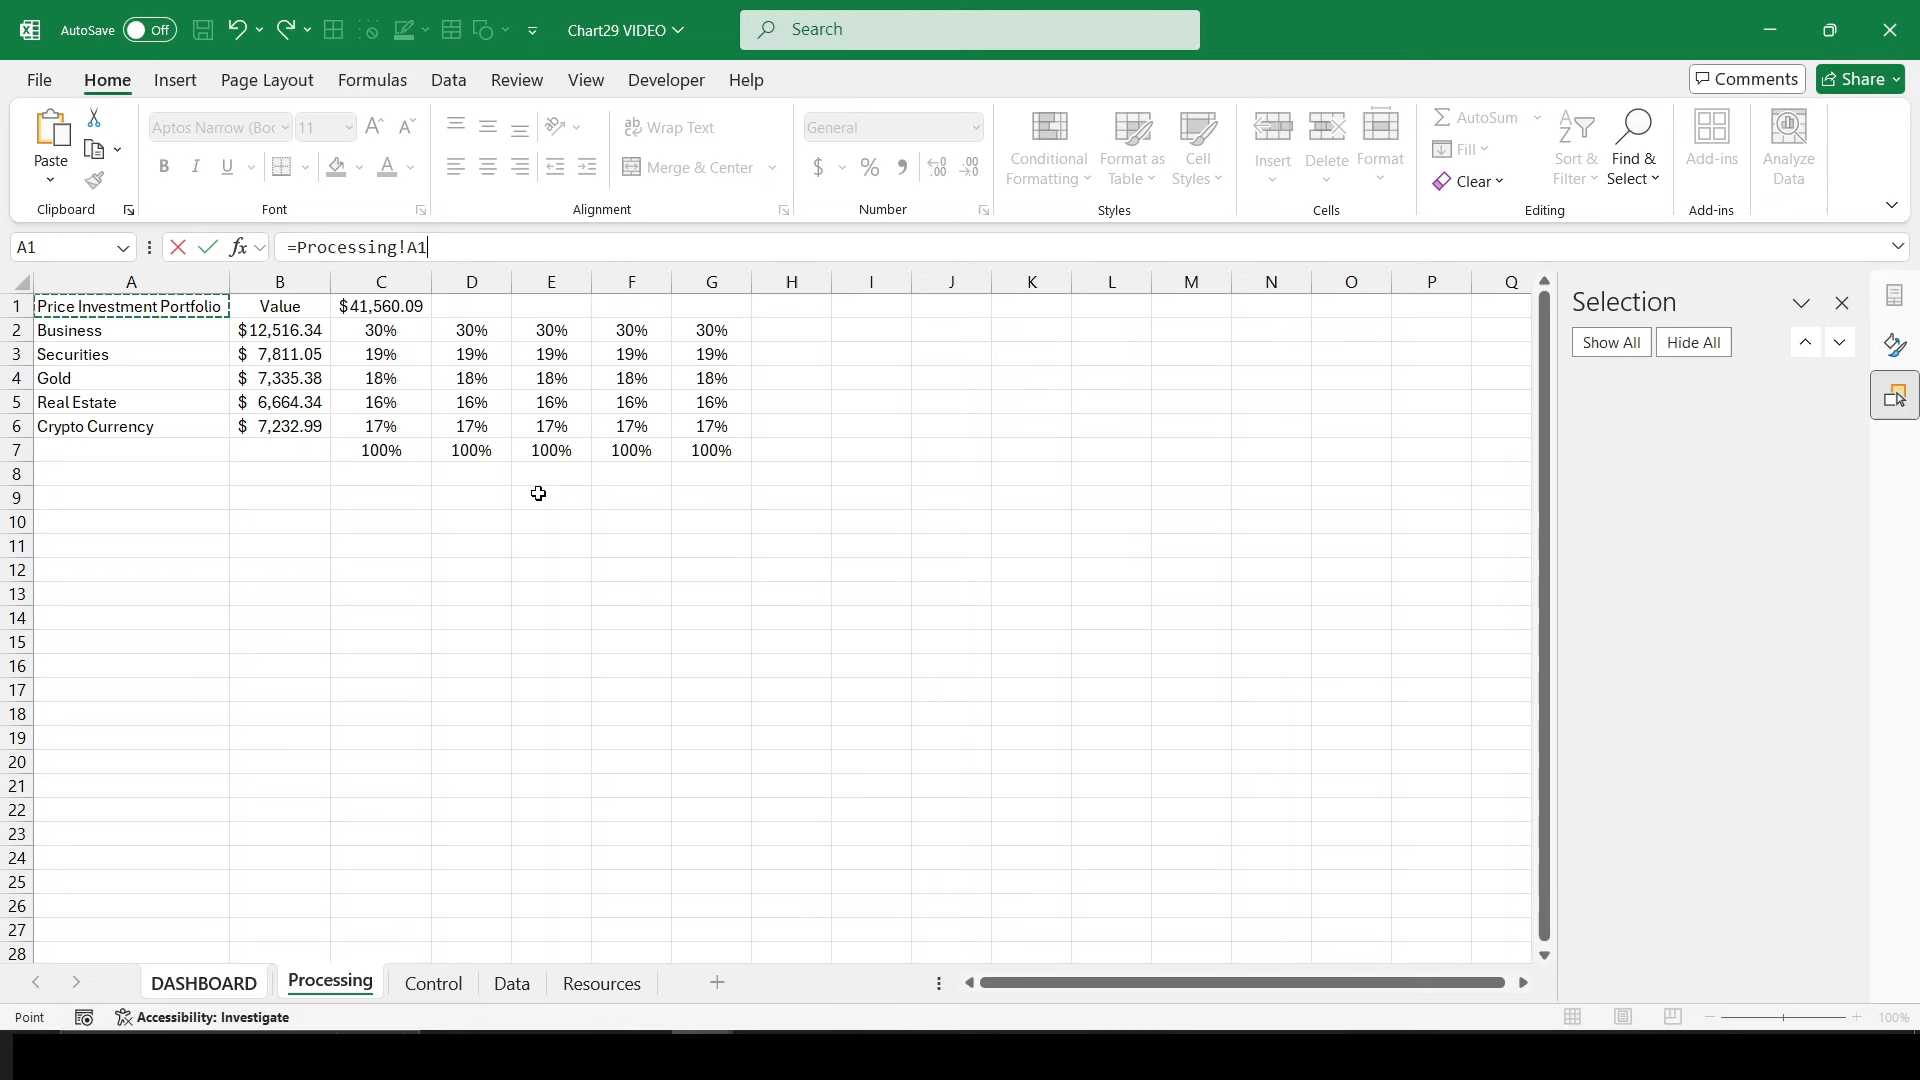 AutoSave Off Chart29 VIDEO Search
File Home Insert Page Layout Formulas Data Review View Developer Help Comments Share
Paste
Clipboard
Aptos Narrow (Boc 11
B I U A
Font
Wrap Text
Merge & Center
Alignment
General
$ % 9 .00
Number
Conditional Formatting
Format as Table
Cell Styles
Styles
Insert Delete Format
Cells
AutoSum
Fill
Clear
Sort & Filter
Find & Select
Editing
Add-ins
Add-ins
Analyze Data
A1 fx =Processing!A1
A B C D E F G H I J K L M N O P Q
1 Price Investment Portfolio Value $41,560.09
2 Business $12,516.34 30% 30% 30% 30% 30%
3 Securities $ 7,811.05 19% 19% 19% 19% 19%
4 Gold $ 7,335.38 18% 18% 18% 18% 18%
5 Real Estate $ 6,664.34 16% 16% 16% 16% 16%
6 Crypto Currency $ 7,232.99 17% 17% 17% 17% 17%
7 100% 100% 100% 100% 100%
8
9
10
11
12
13
14
15
16
17
18
19
20
21
22
23
24
25
26
27
28
Selection
Show All Hide All
DASHBOARD Processing Control Data Resources
Point Accessibility: Investigate 100%